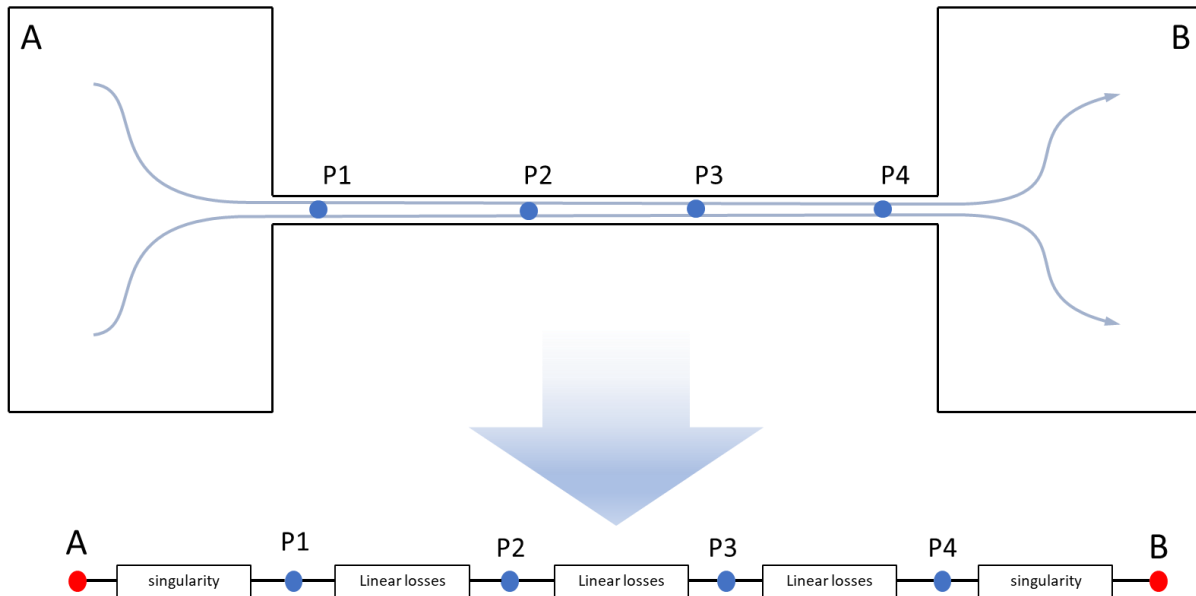 A
B
P1
P2
P3
P4
A
P1
P2
P3
P4
B
singularity
Linear losses
Linear losses
Linear losses
singularity